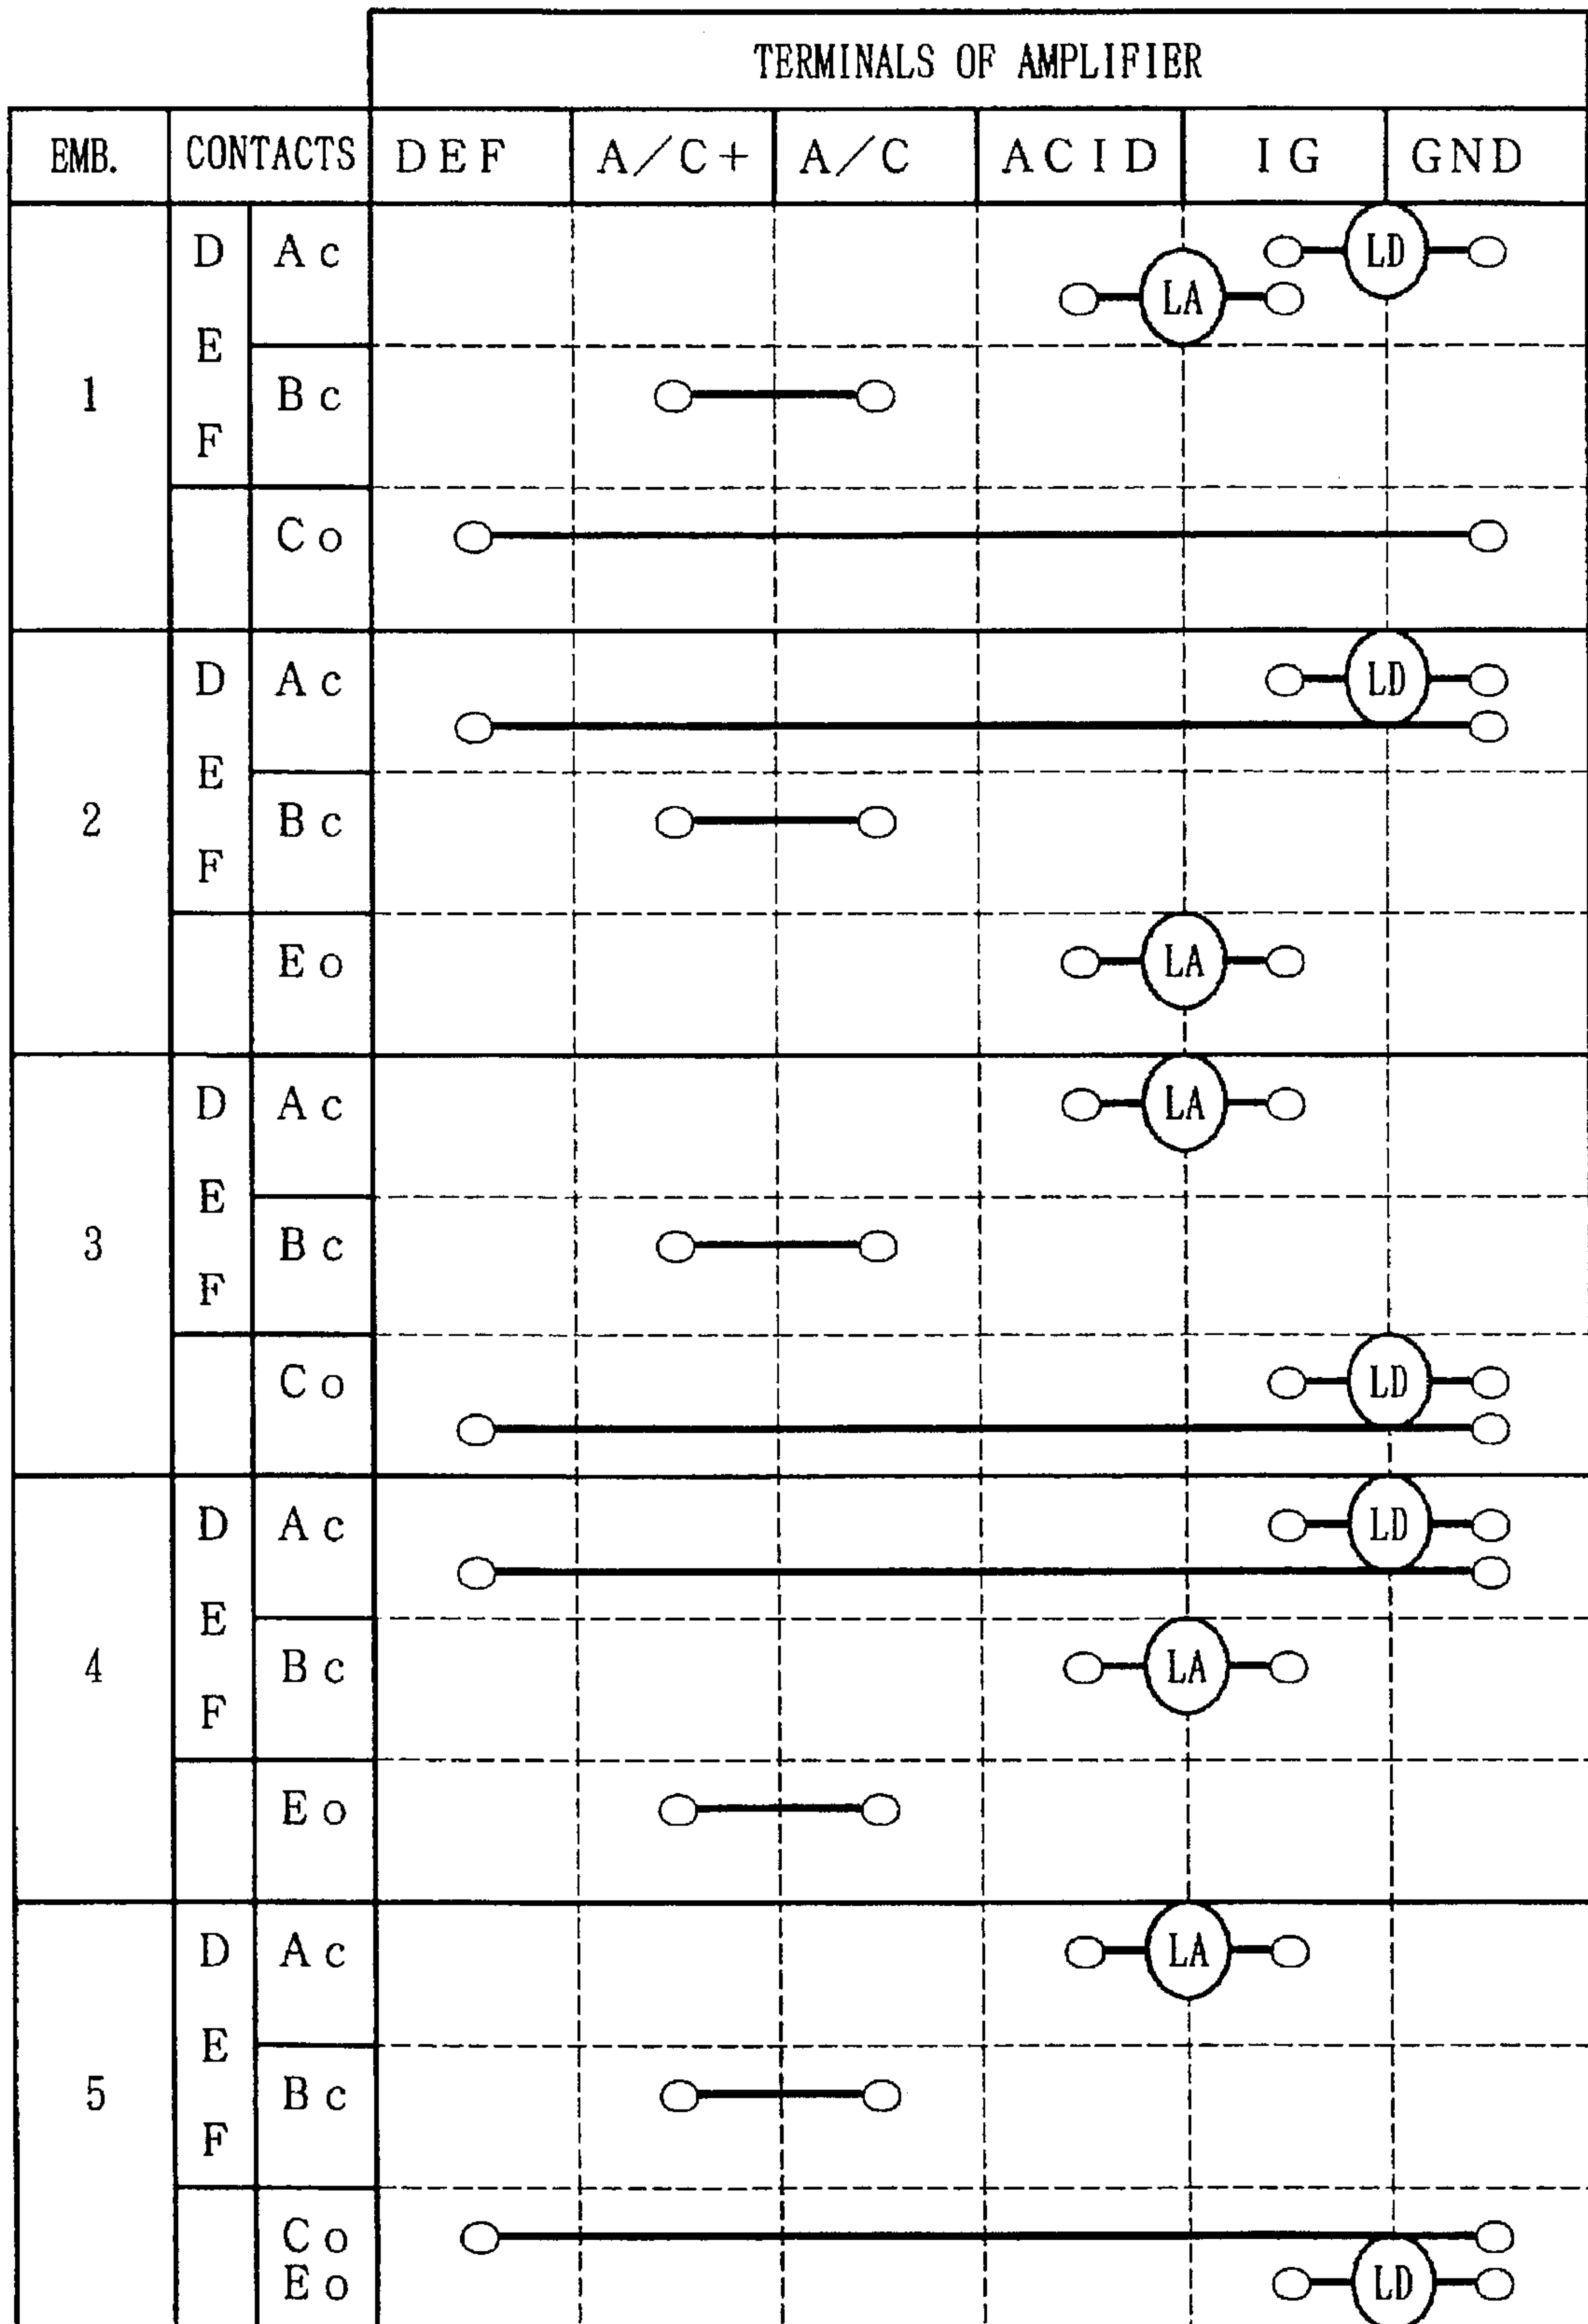 TERMINALS OF AMPLIFIER
EMB. CONTACTS DEF A/C+ A/C ACID IG GND
D Ac LD
LA
E
1 Bc
F
Co
D Ac LD
E
2 Bc
F
Eo LA
D Ac LA
E
3 Bc
F
Co LD
D Ac LD
E
4 Bc LA
F
Eo
D Ac LA
E
5 Bc
F
Co
Eo LD